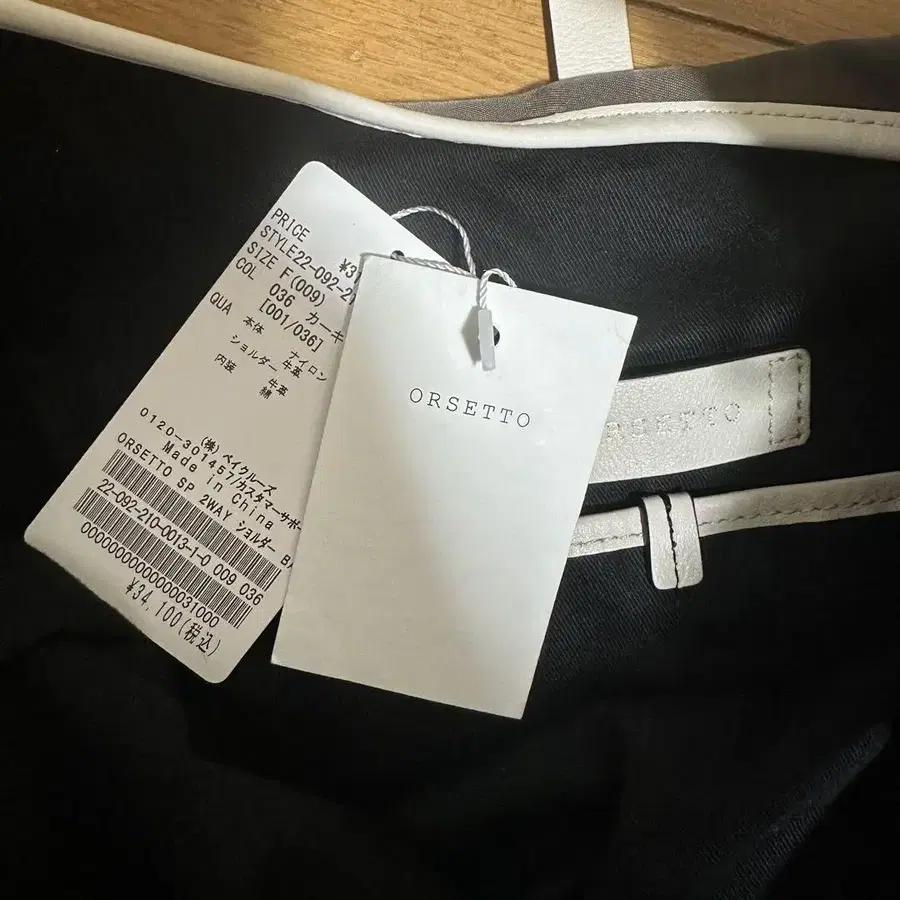 PRICE ¥3
STYLE22-092-2
SIZE F(009)
COL 036 カーキ
[001/036]
QUA 本体 ナイロン
ショルダー 牛革
牛革
内装 綿
(株)ベイクルーズ
0120-301457/カスタマーサポー
Made in China
ORSETTO SP 2WAY ショルダー BA
22-092-210-0013-1-0 009 036
0000000000000031000
¥34,100(税込)
ORSETTO
RSETTO